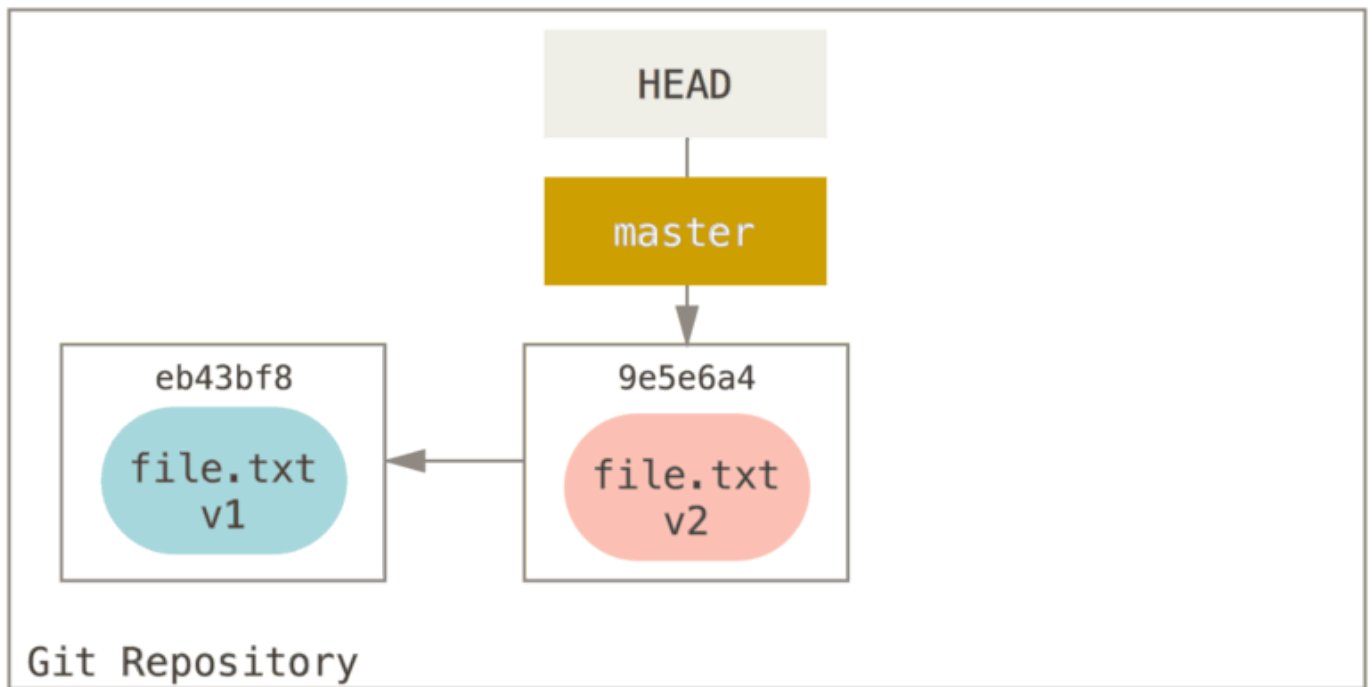 HEAD
master
eb43bf8
file.txt
v1
9e5e6a4
file.txt
v2
Git Repository